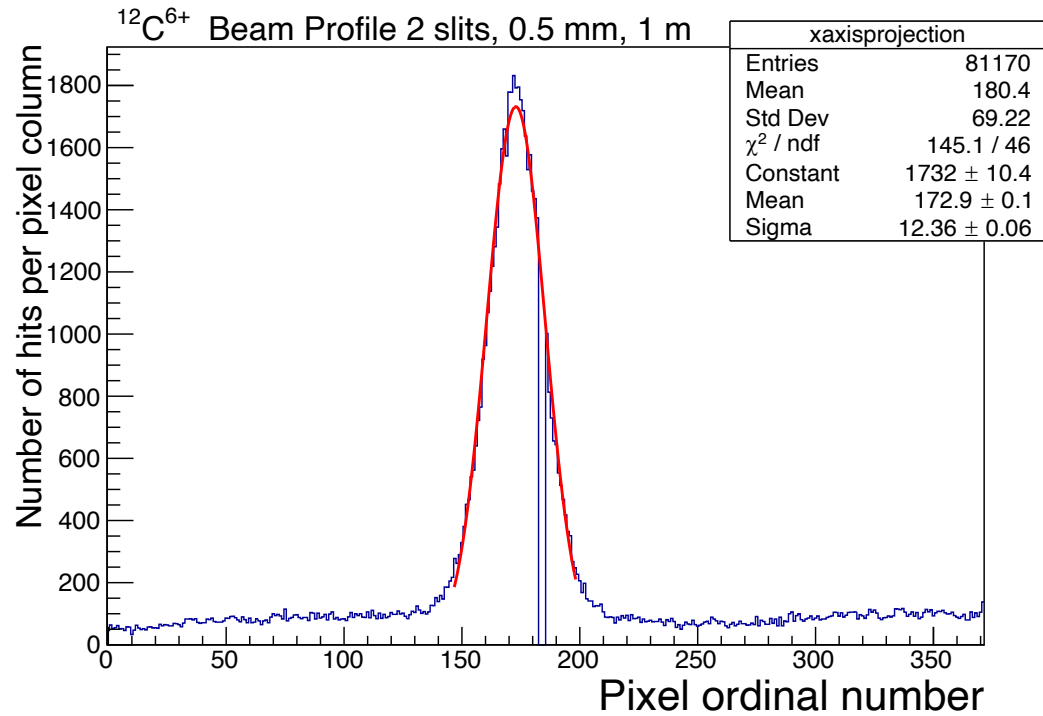 ¹²C⁶⁺ Beam Profile 2 slits, 0.5 mm, 1 m
xaxisprojection
Entries 81170
Mean 180.4
Std Dev 69.22
χ² / ndf 145.1 / 46
Constant 1732 ± 10.4
Mean 172.9 ± 0.1
Sigma 12.36 ± 0.06
Number of hits per pixel column
1800
1600
1400
1200
1000
800
600
400
200
0
0 50 100 150 200 250 300 350
Pixel ordinal number